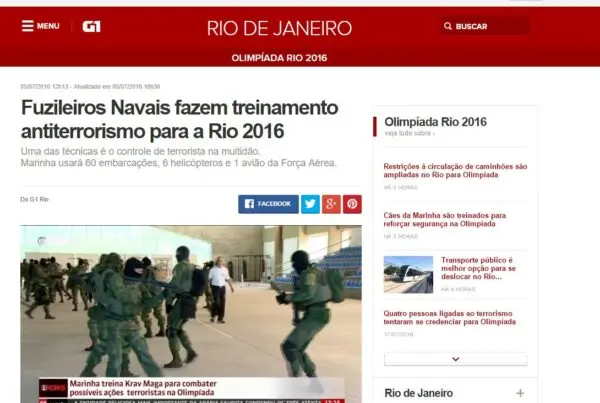 MENU
G1
RIO DE JANEIRO
BUSCAR
OLIMPÍADA RIO 2016
05/07/2016 12h13 - Atualizado em 05/07/2016 18h36
Fuzileiros Navais fazem treinamento
antiterrorismo para a Rio 2016
Uma das técnicas é o controle de terrorista na multidão.
Marinha usará 60 embarcações, 6 helicópteros e 1 avião da Força Aérea.
Do G1 Rio
FACEBOOK
Marinha treina Krav Maga para combater
possíveis ações terroristas na Olimpíada
Olimpíada Rio 2016
veja tudo sobre ›
Restrições à circulação de caminhões são
ampliadas no Rio para Olimpíada
HÁ 3 HORAS
Cães da Marinha são treinados para
reforçar segurança na Olimpíada
HÁ 3 HORAS
Transporte público é
melhor opção para se
deslocar no Rio...
HÁ 4 HORAS
Quatro pessoas ligadas ao terrorismo
tentaram se credenciar para Olimpíada
Rio de Janeiro